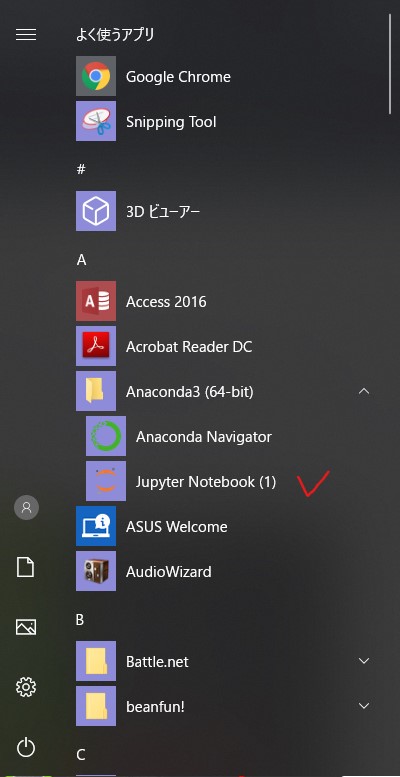 よく使うアプリ
Google Chrome
Snipping Tool
#
3D ビューアー
A
Access 2016
Acrobat Reader DC
Anaconda3 (64-bit)
Anaconda Navigator
Jupyter Notebook (1)
ASUS Welcome
AudioWizard
B
Battle.net
beanfun!
C